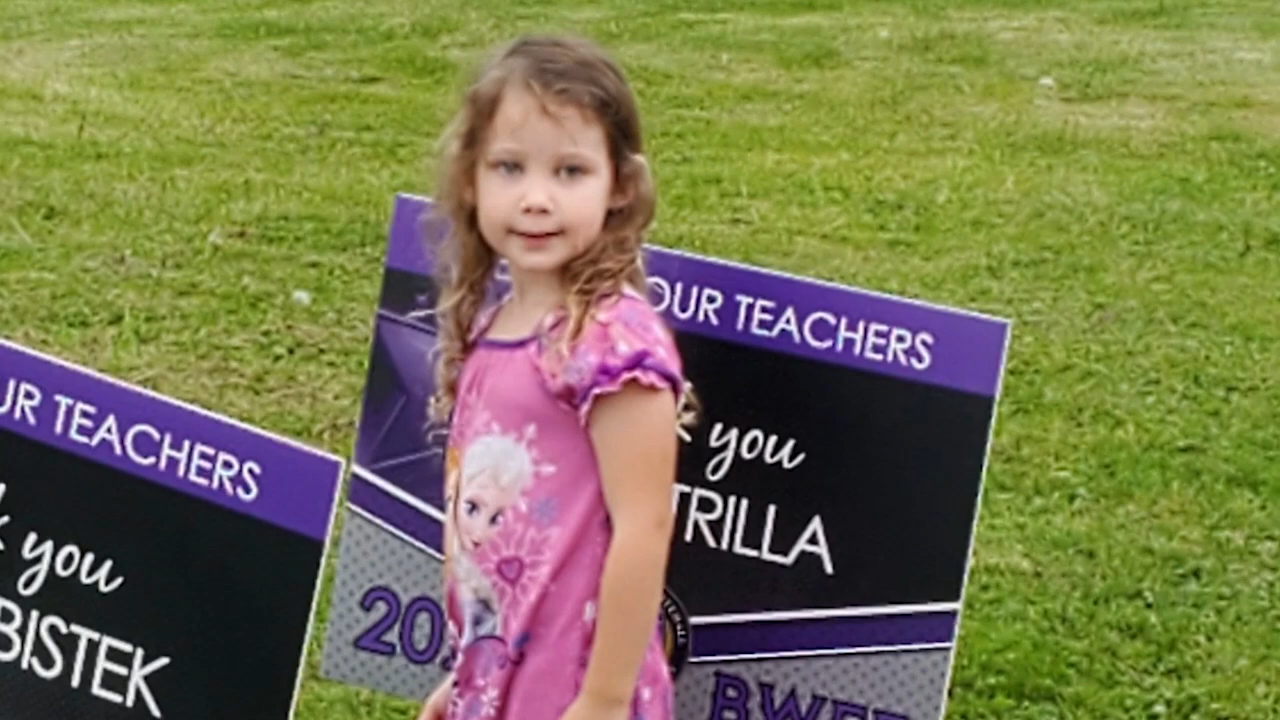 UR TEACHERS
you
BISTEK
OUR TEACHERS
you
TRILLA
20